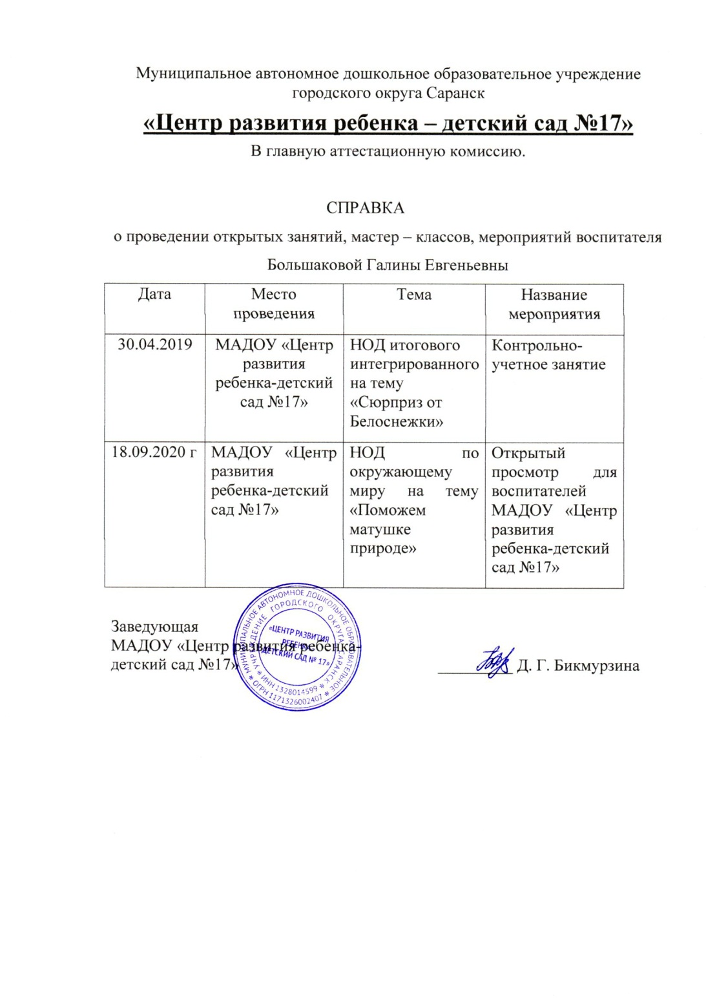 Муниципальное автономное дошкольное образовательное учреждение
городского округа Саранск
«Центр развития ребенка – детский сад №17»
В главную аттестационную комиссию.
СПРАВКА
о проведении открытых занятий, мастер – классов, мероприятий воспитателя
Большаковой Галины Евгеньевны
Дата
Место
проведения
Тема
Название
мероприятия
30.04.2019
МАДОУ «Центр
развития
ребенка-детский
сад №17»
НОД итогового
интегрированного
на тему
«Сюрприз от
Белоснежки»
Контрольно-
учетное занятие
18.09.2020 г
МАДОУ «Центр
развития
ребенка-детский
сад №17»
НОД по
окружающему
миру на тему
«Поможем
матушке
природе»
Открытый
просмотр для
воспитателей
МАДОУ «Центр
развития
ребенка-детский
сад №17»
Заведующая
МАДОУ «Центр развития ребенка-
детский сад №17»
Д. Г. Бикмурзина
МУНИЦИПАЛЬНОЕ АВТОНОМНОЕ ДОШКОЛЬНОЕ ОБРАЗОВАТЕЛЬНОЕ
УЧРЕЖДЕНИЕ ГОРОДСКОГО ОКРУГА САРАНСК
«ЦЕНТР РАЗВИТИЯ
РЕБЕНКА-
ДЕТСКИЙ САД № 17»
* ИНН 1328014599 *
* ОГРН 1171326002407 *